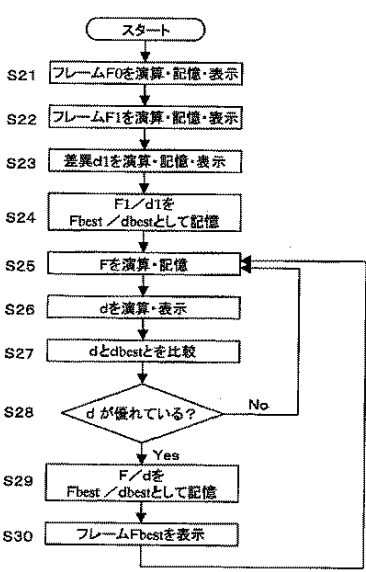 スタート
S21 フレームF0を演算・記憶・表示
S22 フレームF1を演算・記憶・表示
S23 差異d1を演算・記憶・表示
S24 F1/d1を
Fbest/dbestとして記憶
S25 Fを演算・記憶
S26 dを演算・表示
S27 dとdbestとを比較
S28 d が優れている?
No
Yes
S29 F/dを
Fbest/dbestとして記憶
S30 フレームFbestを表示